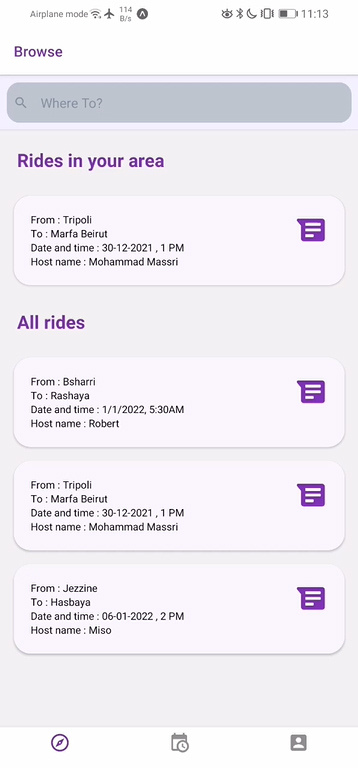 Airplane mode 114 B/s 11:13
Browse
Where To?
Rides in your area
From : Tripoli
To : Marfa Beirut
Date and time : 30-12-2021 , 1 PM
Host name : Mohammad Massri
All rides
From : Bsharri
To : Rashaya
Date and time : 1/1/2022, 5:30AM
Host name : Robert
From : Tripoli
To : Marfa Beirut
Date and time : 30-12-2021 , 1 PM
Host name : Mohammad Massri
From : Jezzine
To : Hasbaya
Date and time : 06-01-2022 , 2 PM
Host name : Miso